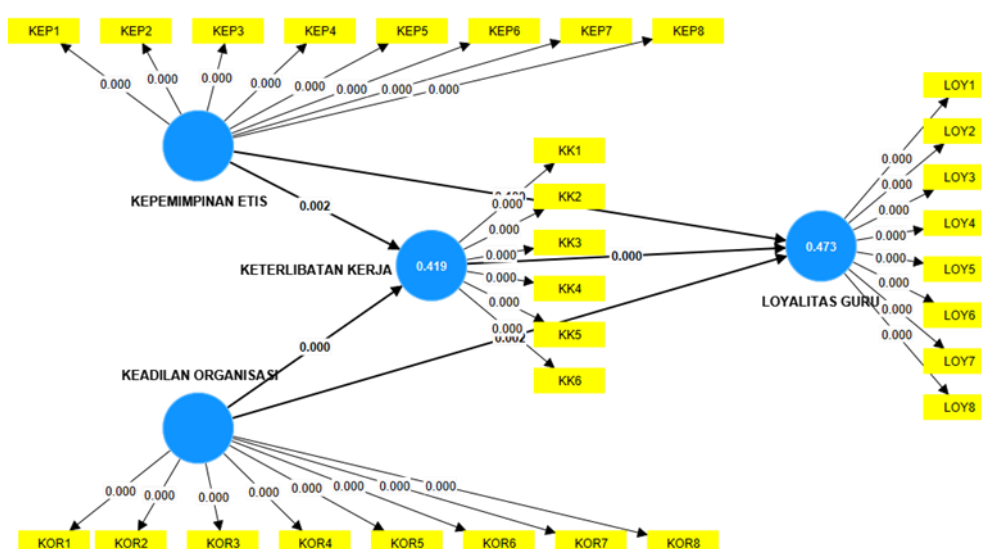 KEP1 KEP2 KEP3 KEP4 KEP5 KEP6 KEP7 KEP8
0.000 0.000 0.000 0.000 0.000 0.000 0.000 0.000
KEPEMIMPINAN ETIS
0.002
KK1
KK2
KK3
KK4
KK5
KK6
0.000
0.000
0.000
0.000
0.000
0.000
KETERLIBATAN KERJA
0.419
0.000
0.002
0.000
KEADILAN ORGANISASI
LOY1
LOY2
LOY3
LOY4
LOY5
LOY6
LOY7
LOY8
0.000
0.000
0.000
0.000
0.000
0.000
0.000
0.000
0.473
LOYALITAS GURU
0.000 0.000 0.000 0.000 0.000 0.000 0.000 0.000
KOR1 KOR2 KOR3 KOR4 KOR5 KOR6 KOR7 KOR8